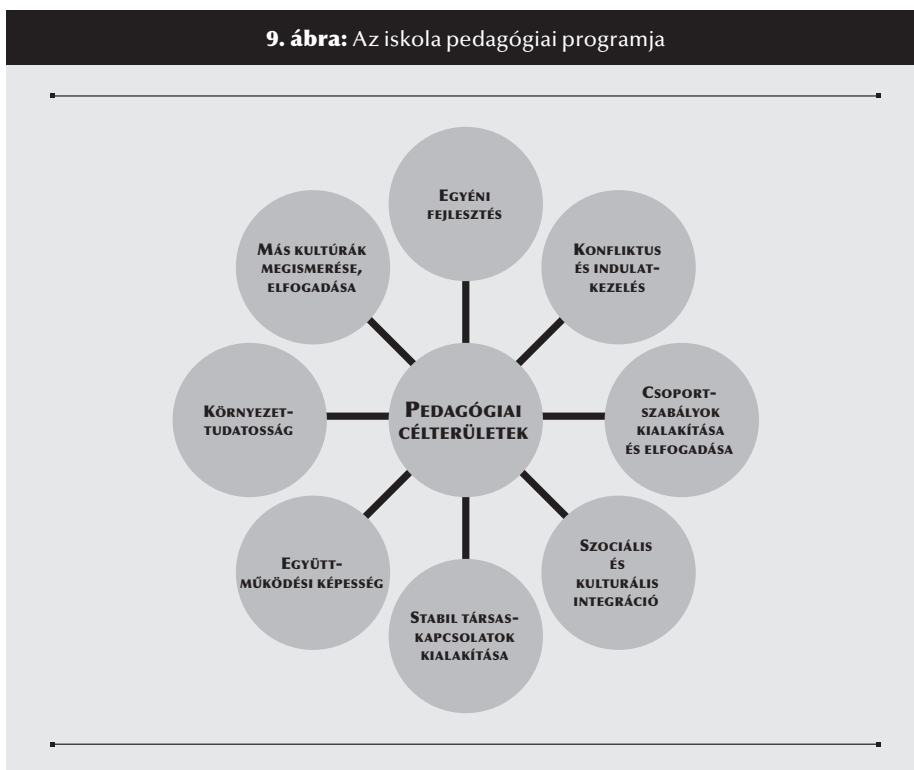 9. ábra: Az iskola pedagógiai programja
EGYÉNI
FEJLESZTÉS
KONFLIKTUS
ÉS INDULAT-
KEZELÉS
CSOPORT-
SZABÁLYOK
KIALAKÍTÁSA
ÉS ELFOGADÁSA
SZOCIÁLIS
ÉS
KULTURÁLIS
INTEGRÁCIÓ
STABIL TÁRSAS-
KAPCSOLATOK
KIALAKÍTÁSA
EGYÜTT-
MŰKÖDÉSI KÉPESSÉG
KÖRNYEZET-
TUDATOSSÁG
MÁS KULTÚRÁK
MEGISMERÉSE,
ELFOGADÁSA
PEDAGÓGIAI
CÉLTERÜLETEK